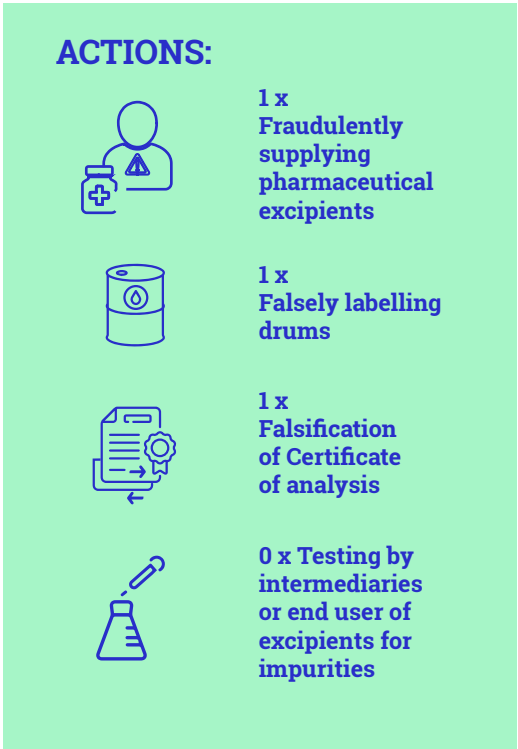 ACTIONS:
1 x
Fraudulently
supplying
pharmaceutical
excipients
1 x
Falsely labelling
drums
1 x
Falsification
of Certificate
of analysis
0 x Testing by
intermediaries
or end user of
excipients for
impurities